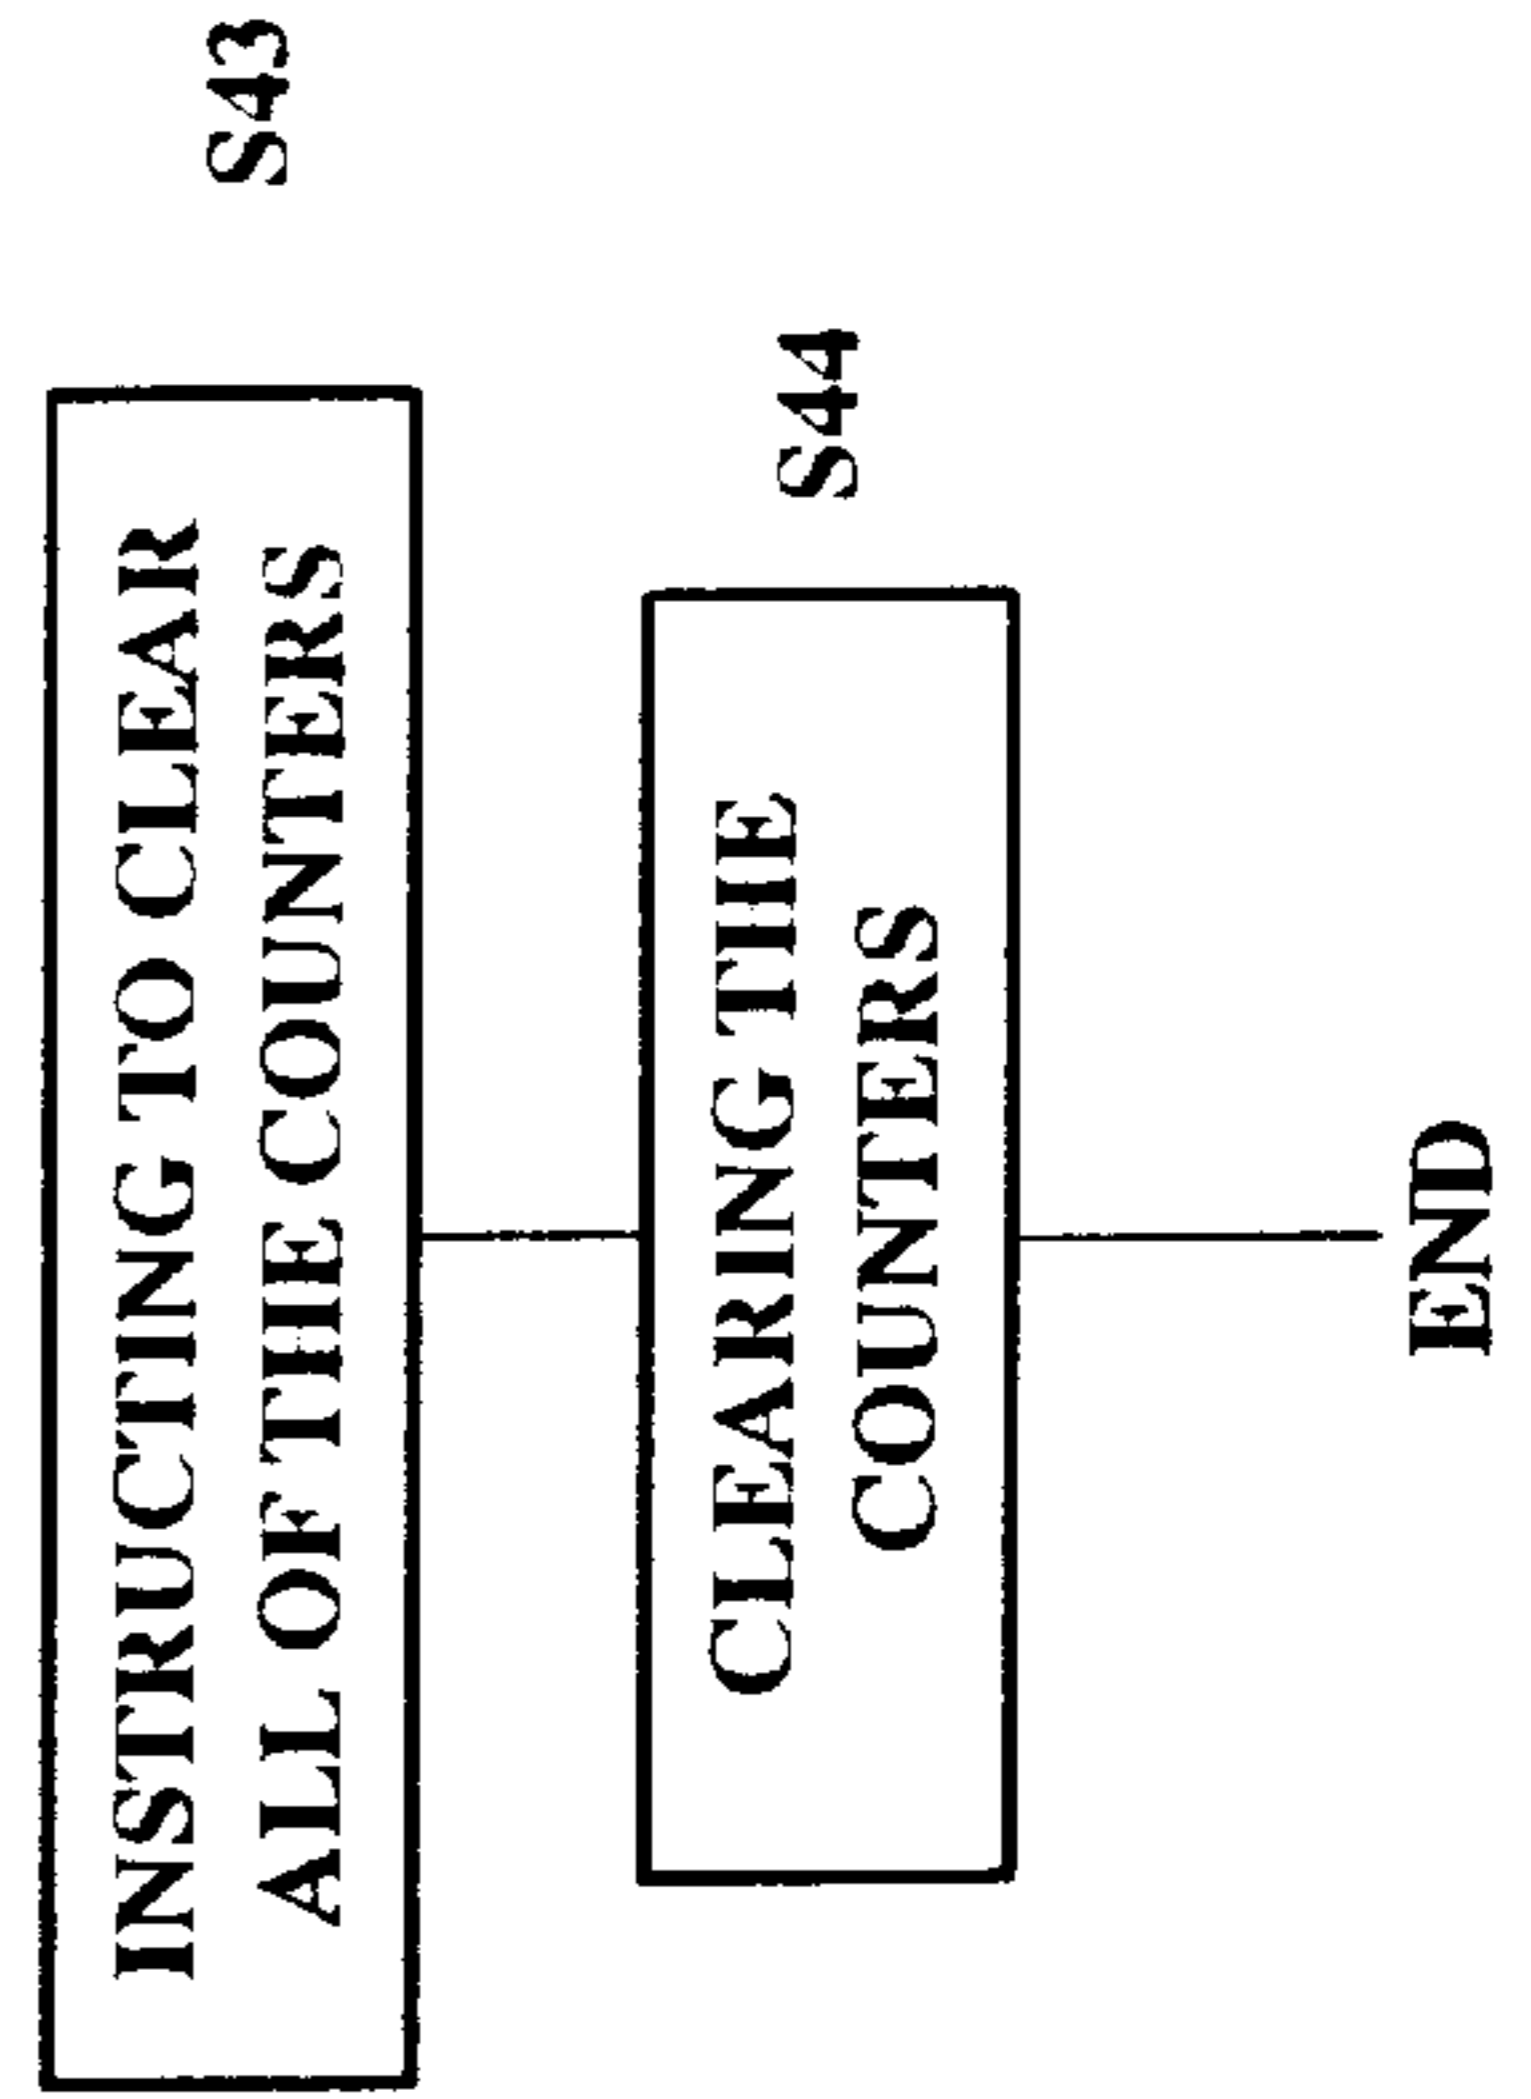 INSTRUCTING TO CLEAR
ALL OF THE COUNTERS
S43
CLEARING THE
COUNTERS
S44
END